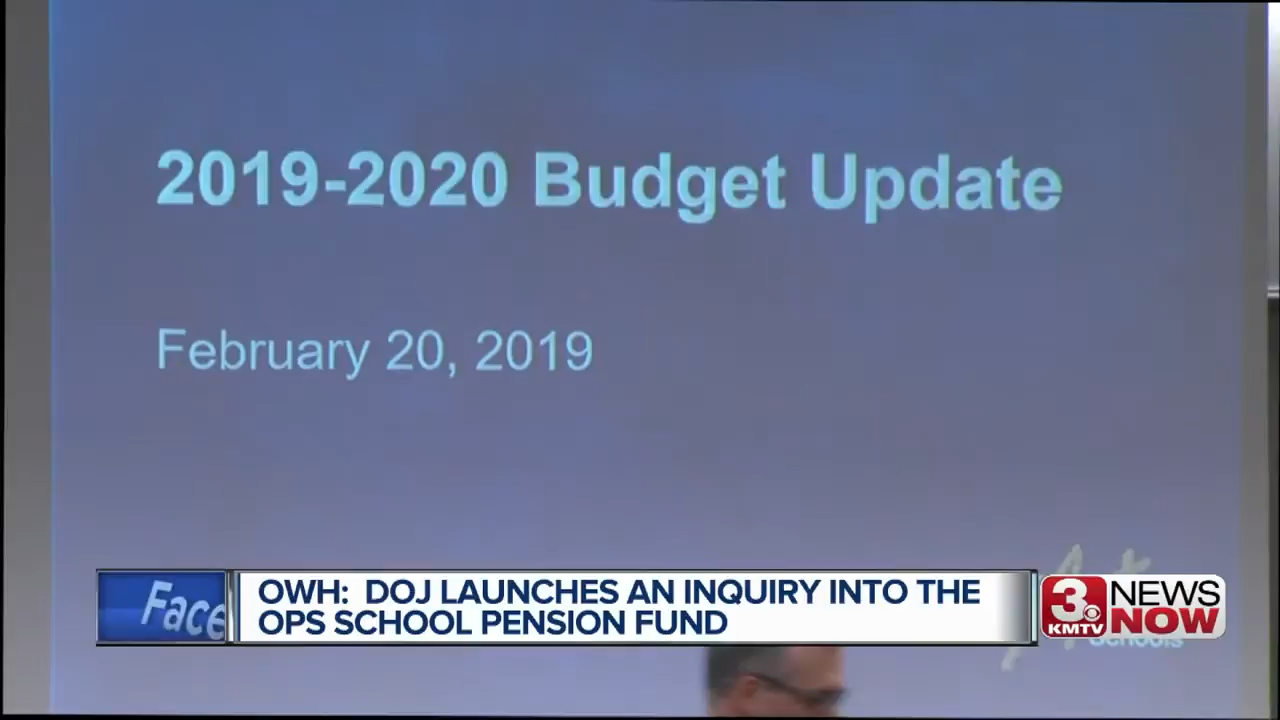 2019-2020 Budget Update
February 20, 2019
Face
OWH: DOJ LAUNCHES AN INQUIRY INTO THE
OPS SCHOOL PENSION FUND
3
KMTV
NEWS
NOW
Schools